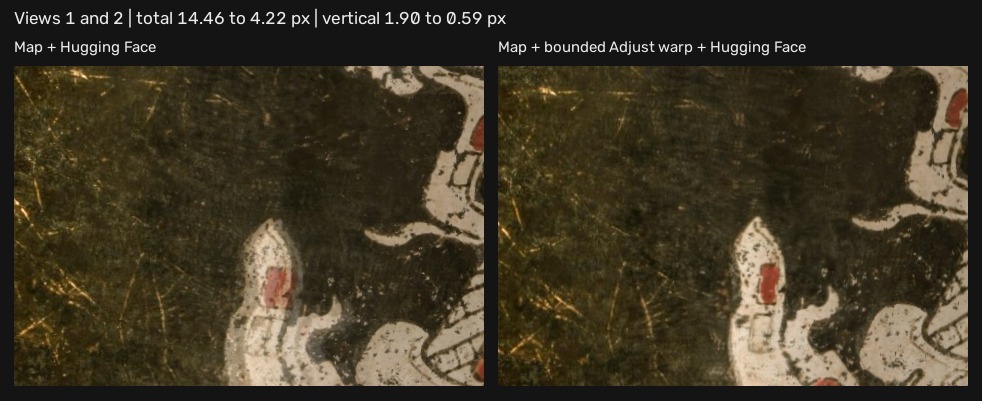 Views 1 and 2 | total 14.46 to 4.22 px | vertical 1.90 to 0.59 px
Map + Hugging Face
Map + bounded Adjust warp + Hugging Face